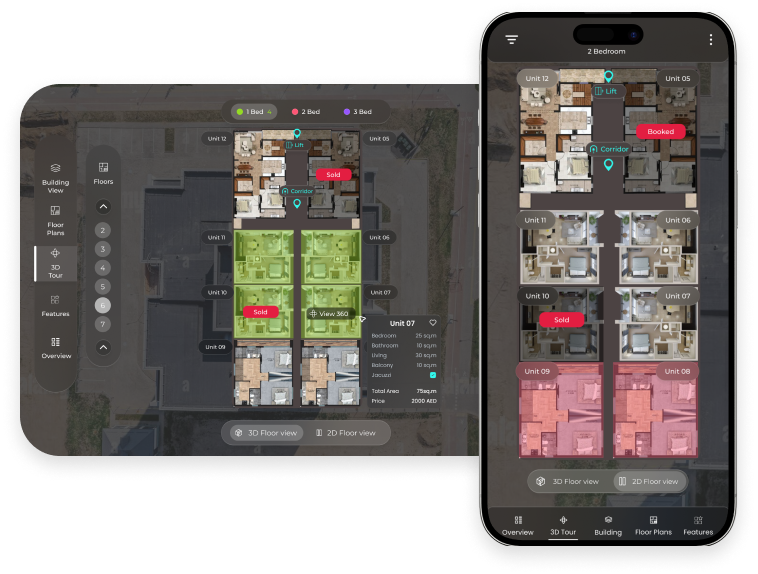 1 Bed 4
2 Bed
3 Bed
Building
View
Floor
Plans
3D
Tour
Features
Overview
Floors
2
3
4
5
6
7
Unit 12
Unit 05
Lift
Sold
Corridor
Unit 11
Unit 06
Unit 10
Sold
View 360
Unit 07
Unit 09
Unit 07
Bedroom 25 sq.m
Bathroom 10 sq.m
Living 30 sq.m
Balcony 10 sq.m
Jacuzzi
Total Area 75sq.m
Price 2000 AED
3D Floor view
2D Floor view
2 Bedroom
Unit 12
Unit 05
Lift
Booked
Corridor
Unit 11
Unit 06
Unit 10
Unit 07
Sold
Unit 09
Unit 08
3D Floor view
2D Floor view
Overview
3D Tour
Building
Floor Plans
Features